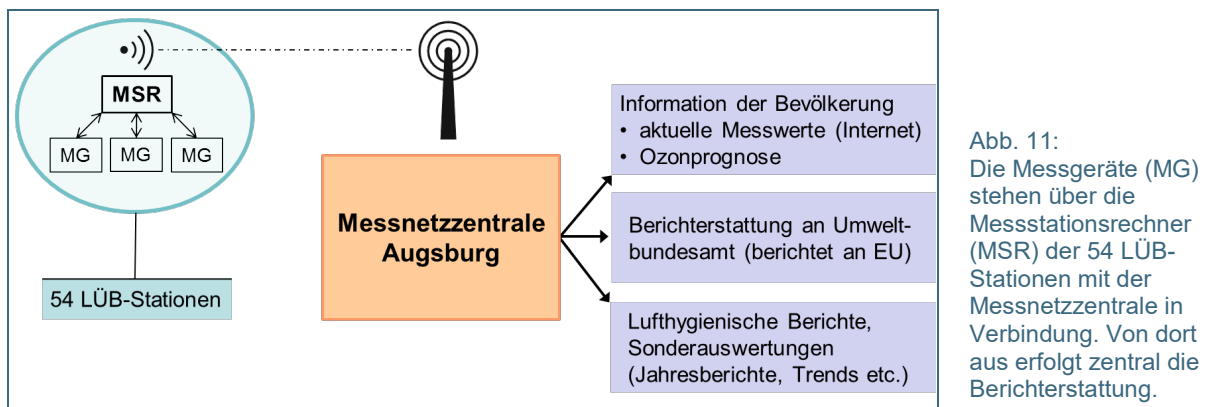 MSR
MG MG MG
54 LÜB-Stationen
Messnetzzentrale
Augsburg
Information der Bevölkerung
• aktuelle Messwerte (Internet)
• Ozonprognose
Berichterstattung an Umwelt-
bundesamt (berichtet an EU)
Lufthygienische Berichte,
Sonderauswertungen
(Jahresberichte, Trends etc.)
Abb. 11:
Die Messgeräte (MG)
stehen über die
Messstationsrechner
(MSR) der 54 LÜB-
Stationen mit der
Messnetzzentrale in
Verbindung. Von dort
aus erfolgt zentral die
Berichterstattung.